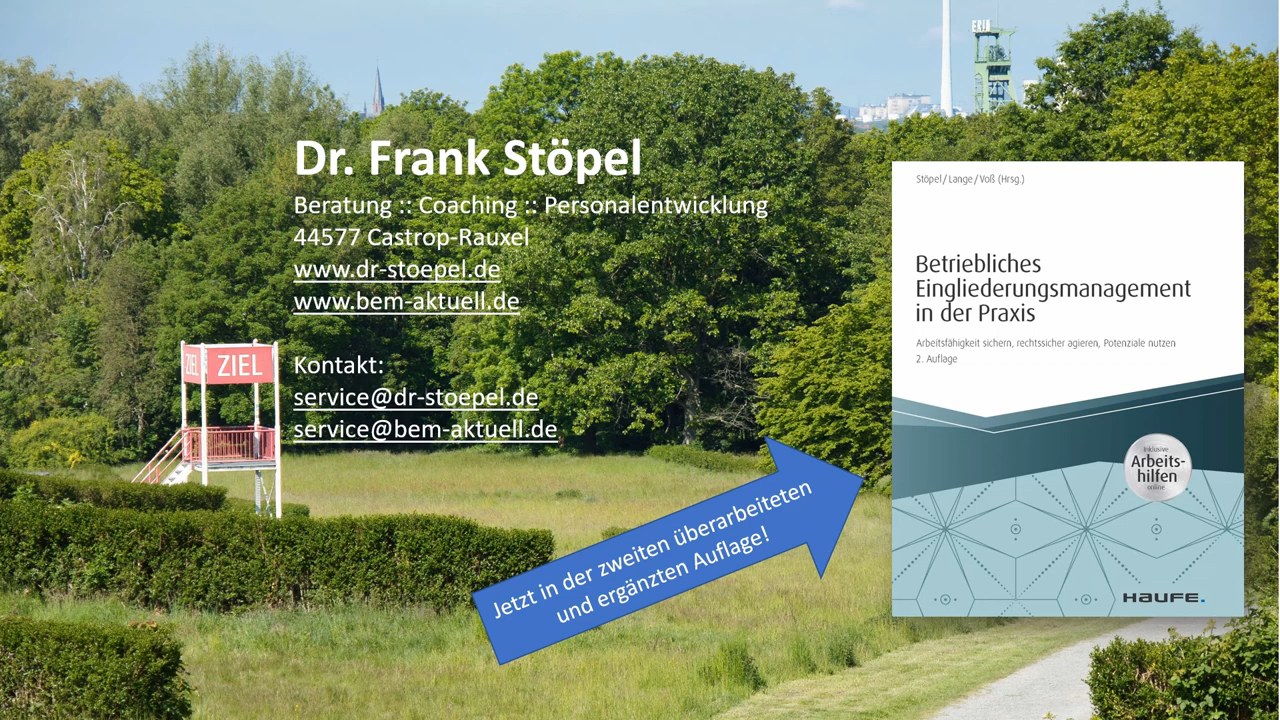 ERIN
Dr. Frank Stöpel
Beratung :: Coaching :: Personalentwicklung
44577 Castrop-Rauxel
www.dr-stoepel.de
www.bem-aktuell.de
Kontakt:
service@dr-stoepel.de
service@bem-aktuell.de
ZIEL
ZIEL
Jetzt in der zweiten überarbeiteten
und ergänzten Auflage!
Stöpel / Lange / Voß (Hrsg.)
Betriebliches
Eingliederungsmanagement
in der Praxis
Arbeitsfähigkeit sichern, rechtssicher agieren, Potenziale nutzen
2. Auflage
Inklusive
Arbeits-
hilfen
online
HAUFE.